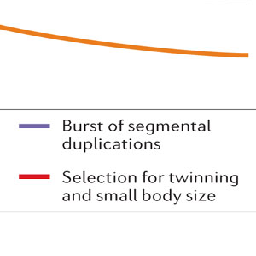 Burst of segmental
duplications
Selection for twinning
and small body size